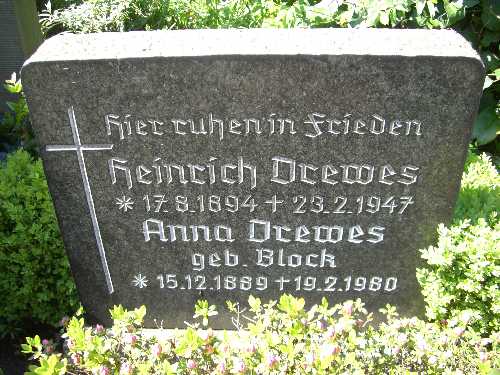 Hier ruhen in Frieden
Heinrich Drewes
* 17.8.1894 + 23.2.1947
Anna Drewes
geb. Block
* 15.12.1889 + 19.2.1980